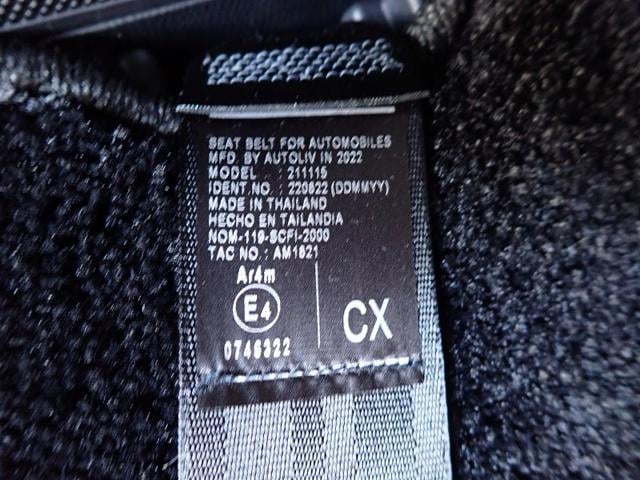 SEAT BELT FOR AUTOMOBILES
MFD. BY AUTOLIV IN 2022
MODEL : 211115
IDENT.NO. : 220822 (DDMMYY)
MADE IN THAILAND
HECHO EN TAILANDIA
NOM-119-SCFI-2000
TAC NO. : AM1621
Ar4m
E4
CX
0746322